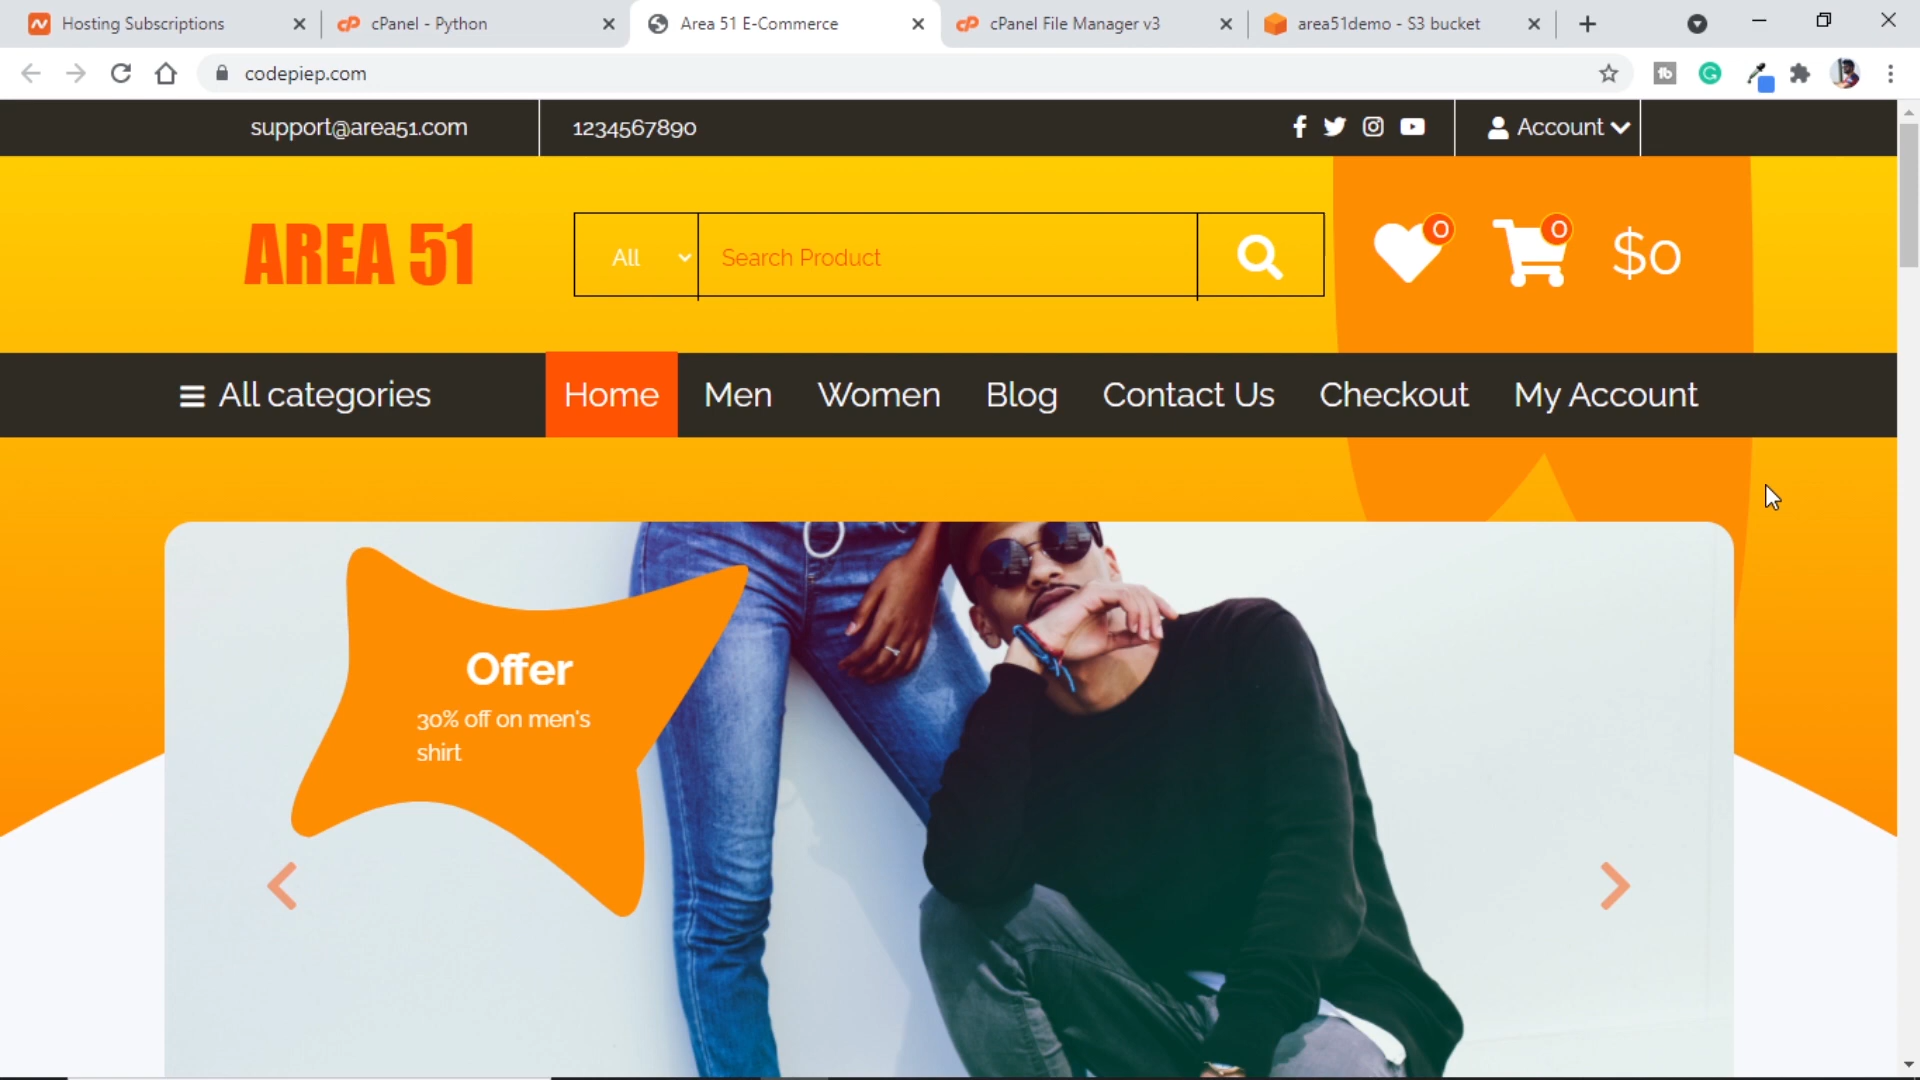 Hosting Subscriptions
cPanel - Python
Area 51 E-Commerce
cPanel File Manager v3
area51demo - S3 bucket
codepiep.com
support@area51.com
1234567890
Account
AREA 51
All
Search Product
0
0
$0
All categories
Home
Men
Women
Blog
Contact Us
Checkout
My Account
Offer
30% off on men's
shirt